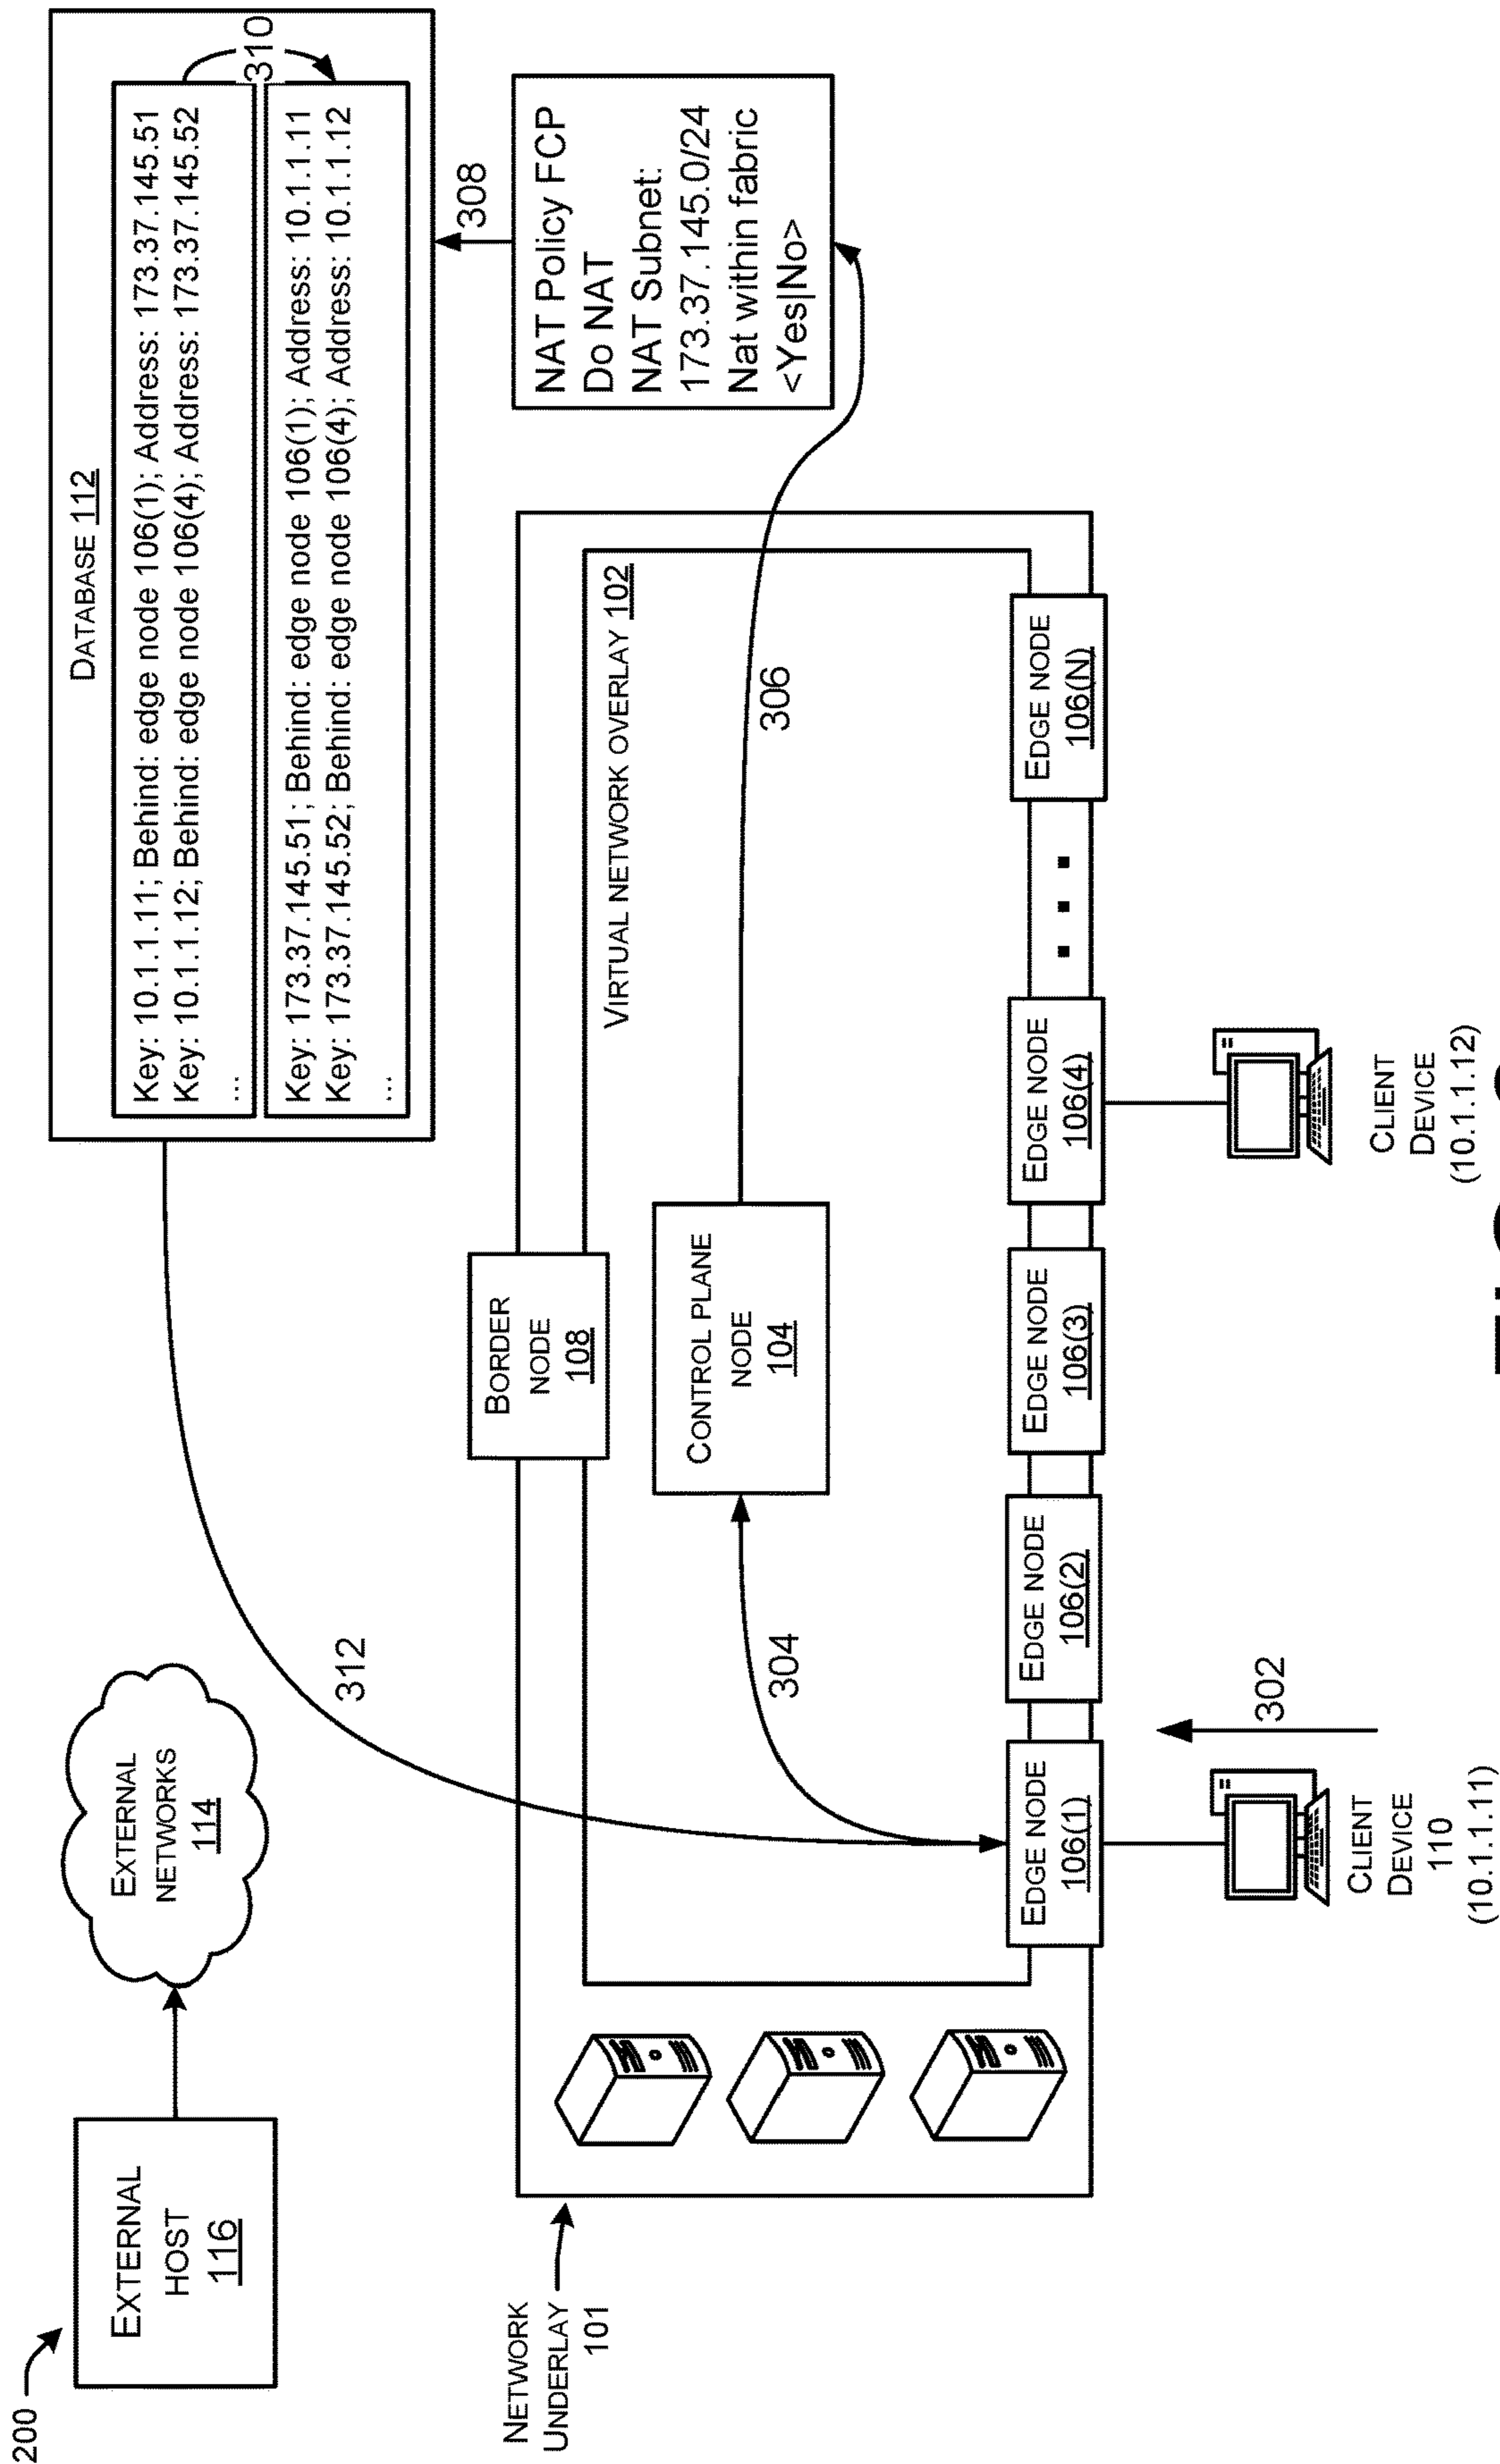 200
EXTERNAL
HOST
116
EXTERNAL
NETWORKS
114
312
DATABASE 112
Key: 10.1.1.11; Behind: edge node 106(1); Address: 173.37.145.51
Key: 10.1.1.12; Behind: edge node 106(4); Address: 173.37.145.52
...
310
Key: 173.37.145.51; Behind: edge node 106(1); Address: 10.1.1.11
Key: 173.37.145.52; Behind: edge node 106(4); Address: 10.1.1.12
...
308
NAT Policy FCP
Do NAT
NAT Subnet:
173.37.145.0/24
Nat within fabric
<Yes|No>
NETWORK
UNDERLAY
101
BORDER
NODE
108
VIRTUAL NETWORK OVERLAY 102
CONTROL PLANE
NODE
104
304
306
EDGE NODE
106(1)
EDGE NODE
106(2)
EDGE NODE
106(3)
EDGE NODE
106(4)
EDGE NODE
106(N)
302
CLIENT
DEVICE
110
(10.1.1.11)
CLIENT
DEVICE
(10.1.1.12)